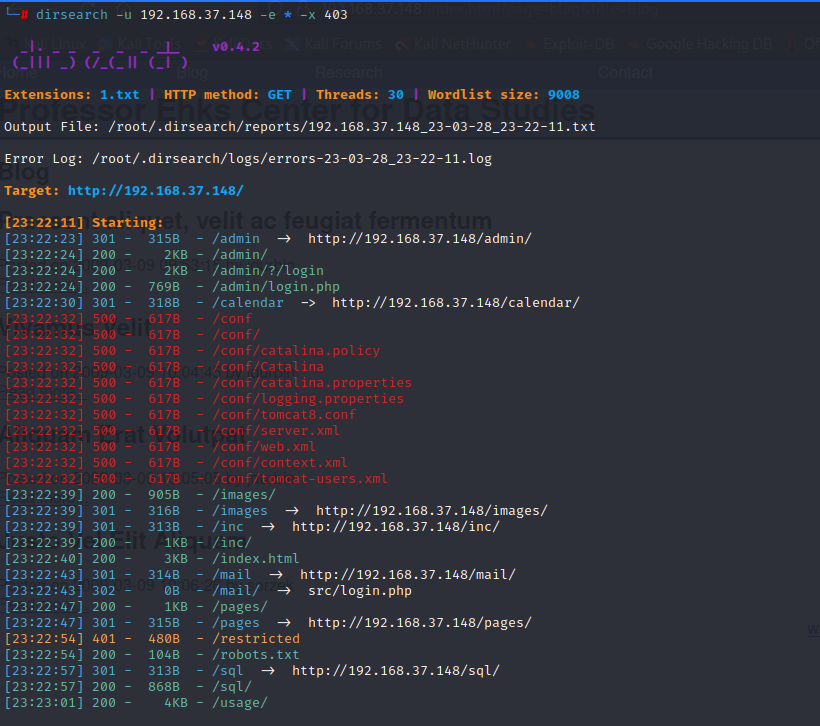 └─# dirsearch -u 192.168.37.148 -e * -x 403
v0.4.2
Extensions: 1.txt | HTTP method: GET | Threads: 30 | Wordlist size: 9008
Output File: /root/.dirsearch/reports/192.168.37.148_23-03-28_23-22-11.txt
Error Log: /root/.dirsearch/logs/errors-23-03-28_23-22-11.log
Target: http://192.168.37.148/
[23:22:11] Starting:
[23:22:23] 301 -  315B  - /admin  ->  http://192.168.37.148/admin/
[23:22:24] 200 -    2KB - /admin/
[23:22:24] 200 -    2KB - /admin/?/login
[23:22:24] 200 -  769B  - /admin/login.php
[23:22:30] 301 -  318B  - /calendar  ->  http://192.168.37.148/calendar/
[23:22:32] 500 -  617B  - /conf
[23:22:32] 500 -  617B  - /conf/
[23:22:32] 500 -  617B  - /conf/catalina.policy
[23:22:32] 500 -  617B  - /conf/Catalina
[23:22:32] 500 -  617B  - /conf/catalina.properties
[23:22:32] 500 -  617B  - /conf/logging.properties
[23:22:32] 500 -  617B  - /conf/tomcat8.conf
[23:22:32] 500 -  617B  - /conf/server.xml
[23:22:32] 500 -  617B  - /conf/web.xml
[23:22:32] 500 -  617B  - /conf/context.xml
[23:22:32] 500 -  617B  - /conf/tomcat-users.xml
[23:22:39] 200 -  905B  - /images/
[23:22:39] 301 -  316B  - /images  ->  http://192.168.37.148/images/
[23:22:39] 301 -  313B  - /inc  ->  http://192.168.37.148/inc/
[23:22:39] 200 -    1KB - /inc/
[23:22:40] 200 -    3KB - /index.html
[23:22:43] 301 -  314B  - /mail  ->  http://192.168.37.148/mail/
[23:22:43] 302 -    0B  - /mail/  ->  src/login.php
[23:22:47] 200 -    1KB - /pages/
[23:22:47] 301 -  315B  - /pages  ->  http://192.168.37.148/pages/
[23:22:54] 401 -  480B  - /restricted
[23:22:54] 200 -  104B  - /robots.txt
[23:22:57] 301 -  313B  - /sql  ->  http://192.168.37.148/sql/
[23:22:57] 200 -  868B  - /sql/
[23:23:01] 200 -    4KB - /usage/